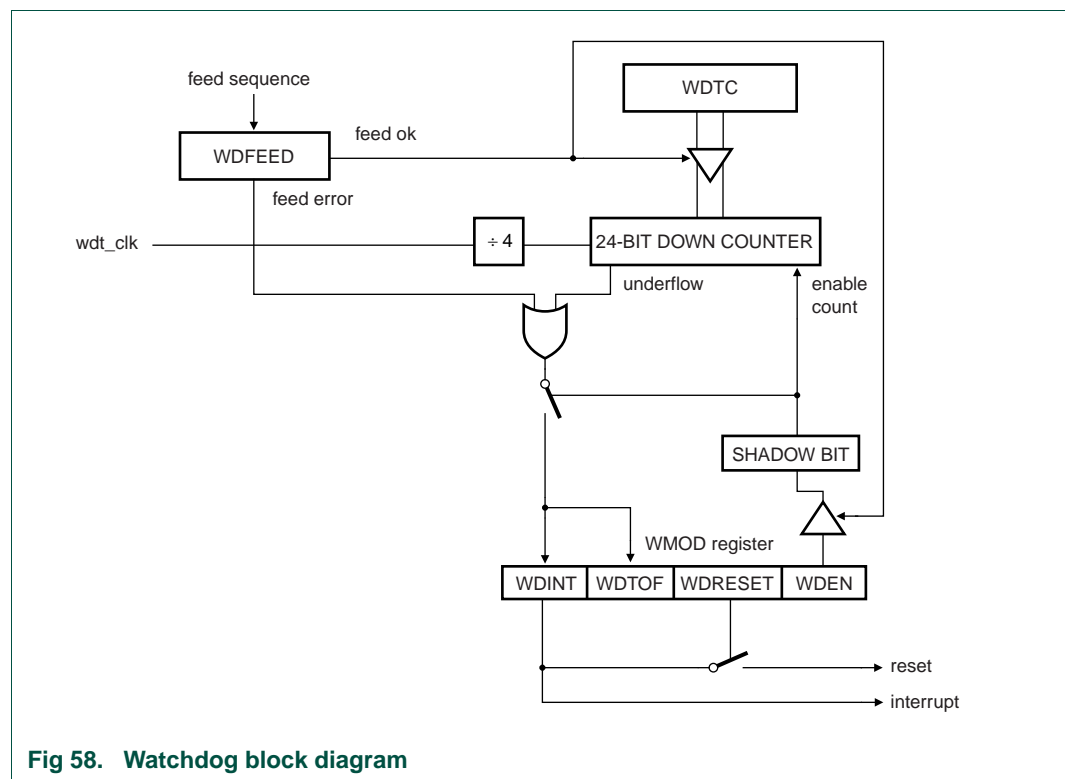 feed sequence
WDTC
feed ok
WDFEED
feed error
wdt_clk
÷ 4
24-BIT DOWN COUNTER
underflow
enable
count
SHADOW BIT
WMOD register
WDINT
WDTOF
WDRESET
WDEN
reset
interrupt
Fig 58. Watchdog block diagram